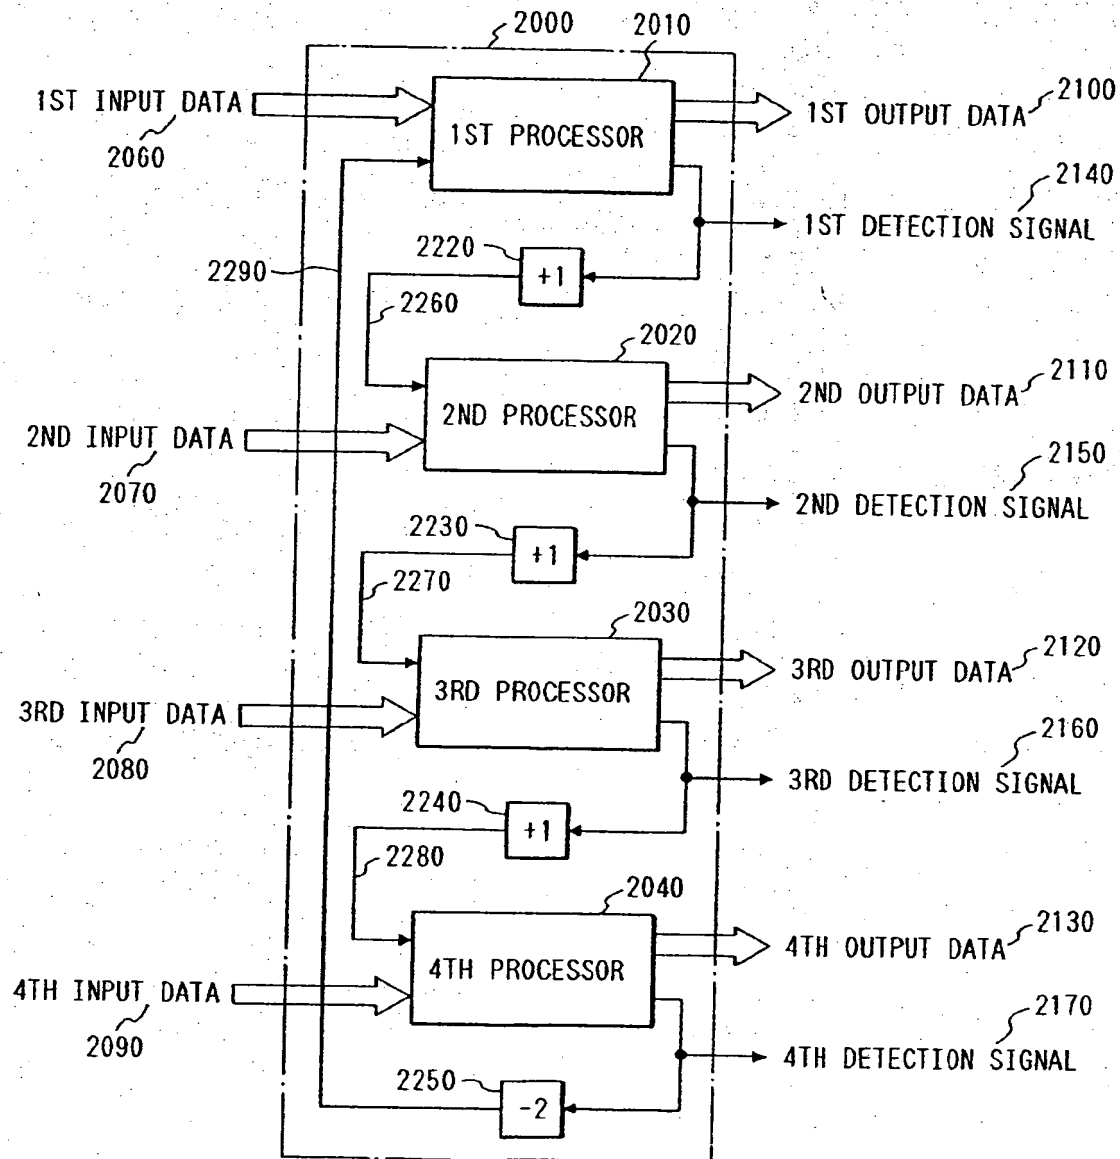 2000
2010
1ST INPUT DATA
2060
1ST PROCESSOR
1ST OUTPUT DATA
2100
2140
1ST DETECTION SIGNAL
2290
2220
+1
2260
2020
2ND INPUT DATA
2070
2ND PROCESSOR
2ND OUTPUT DATA
2110
2150
2ND DETECTION SIGNAL
2230
+1
2270
2030
3RD INPUT DATA
2080
3RD PROCESSOR
3RD OUTPUT DATA
2120
2160
3RD DETECTION SIGNAL
2240
+1
2280
2040
4TH INPUT DATA
2090
4TH PROCESSOR
4TH OUTPUT DATA
2130
2170
4TH DETECTION SIGNAL
2250
-2